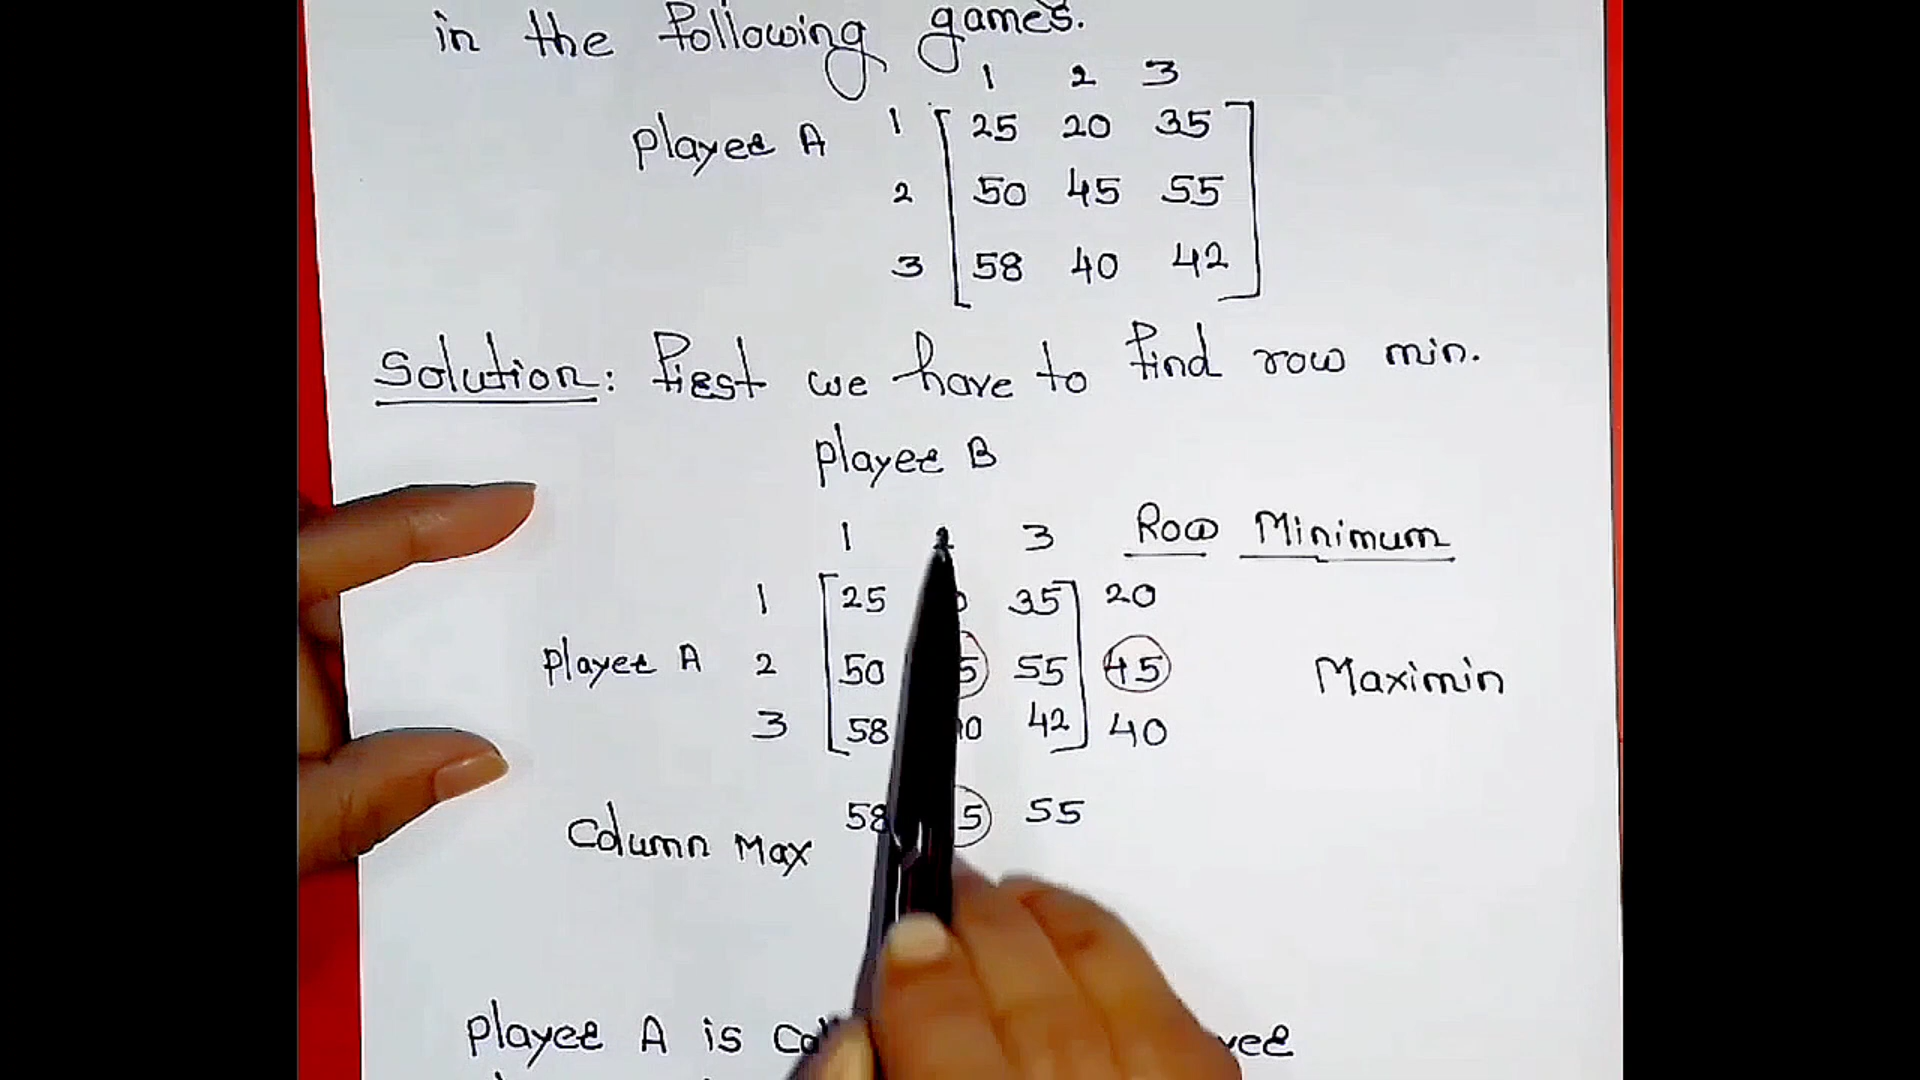 in the following games.
1 2 3
Player A 1 25 20 35
2 50 45 55
3 58 40 42
Solution: First we have to find row min.
Player B
1 3 Row Minimum
1 25 35 20
Player A 2 50 55 45 Maximin
3 58 42 40
Column Max 58 55
Player A is